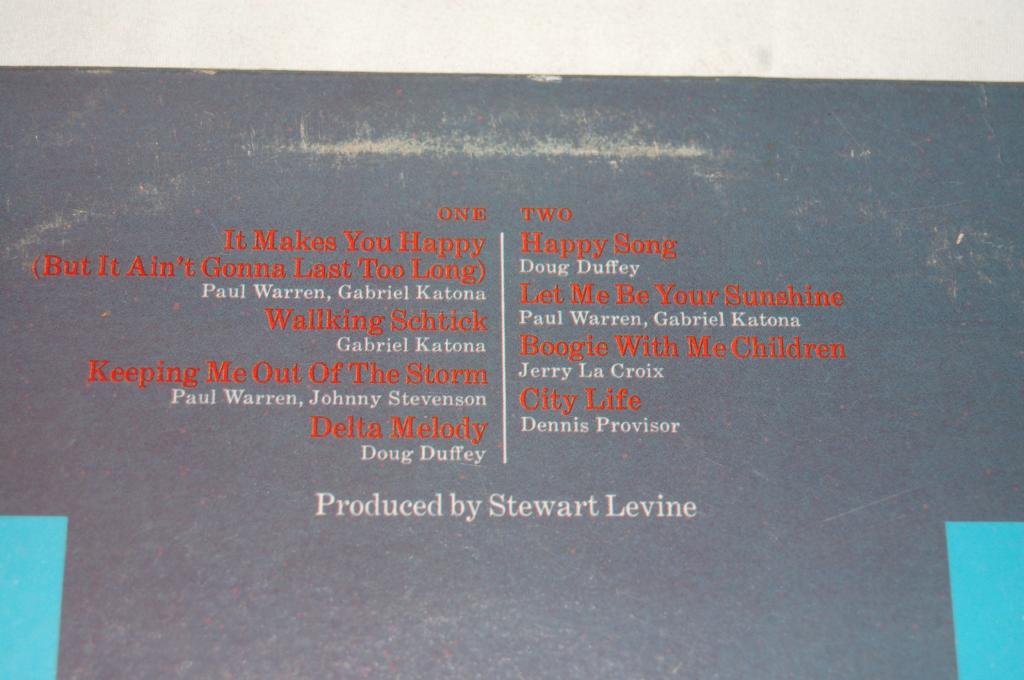 ONE
It Makes You Happy
(But It Ain't Gonna Last Too Long)
Paul Warren, Gabriel Katona
Wallking Schtick
Gabriel Katona
Keeping Me Out Of The Storm
Paul Warren, Johnny Stevenson
Delta Melody
Doug Duffey
TWO
Happy Song
Doug Duffey
Let Me Be Your Sunshine
Paul Warren, Gabriel Katona
Boogie With Me Children
Jerry La Croix
City Life
Dennis Provisor
Produced by Stewart Levine